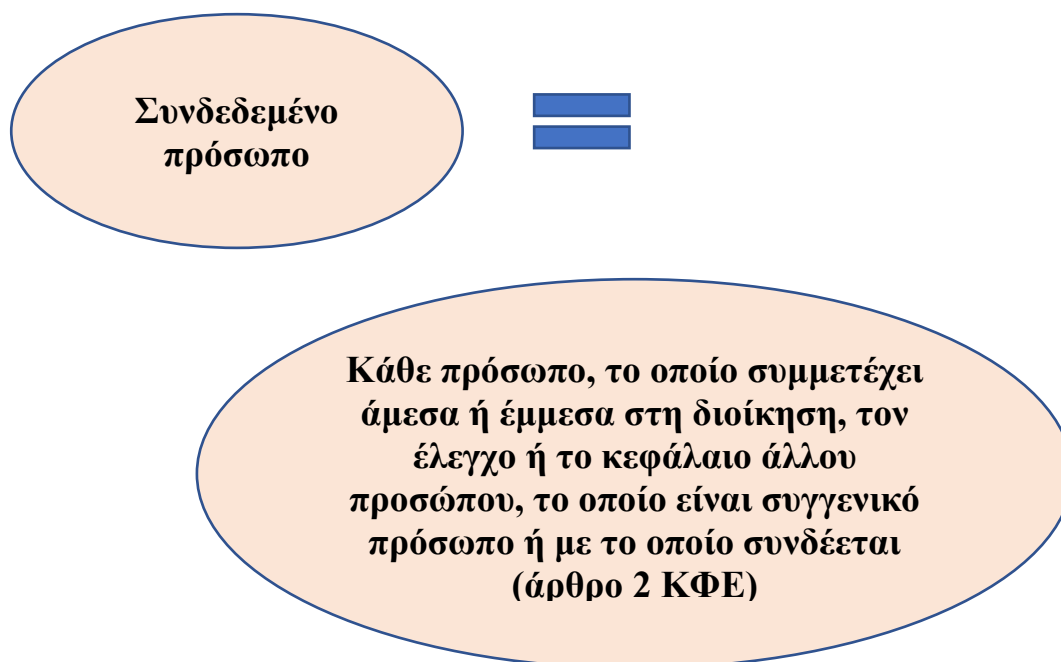 Συνδεδεμένο
πρόσωπο
Κάθε πρόσωπο, το οποίο συμμετέχει
άμεσα ή έμμεσα στη διοίκηση, τον
έλεγχο ή το κεφάλαιο άλλου
προσώπου, το οποίο είναι συγγενικό
πρόσωπο ή με το οποίο συνδέεται
(άρθρο 2 ΚΦΕ)